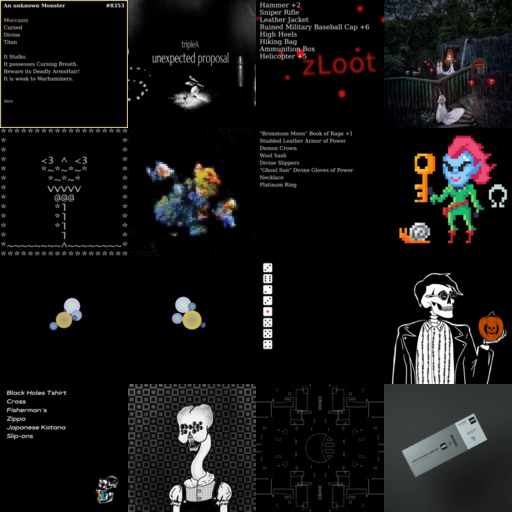 An unknown Monster #8353
Moccasin
Cursed
Divine
Titan
It Stalks.
It possesses Cursing Breath.
Beware its Deadly ArmsHair!
It is weak to Warhammers.
Alive
tripleA
unexpected proposal
Hammer +2
Sniper Rifle
Leather Jacket
Ruined Military Baseball Cap +6
High Heels
Hiking Bag
Ammunition Box
Helicopter +5
zLoot
"Brimstone Moon" Book of Rage +1
Studded Leather Armor of Power
Demon Crown
Wool Sash
Divine Slippers
"Ghoul Sun" Divine Gloves of Power
Necklace
Platinum Ring
Black Holes Tshirt
Cross
Fisherman's
Zippo
Japanese Katana
Slip-ons